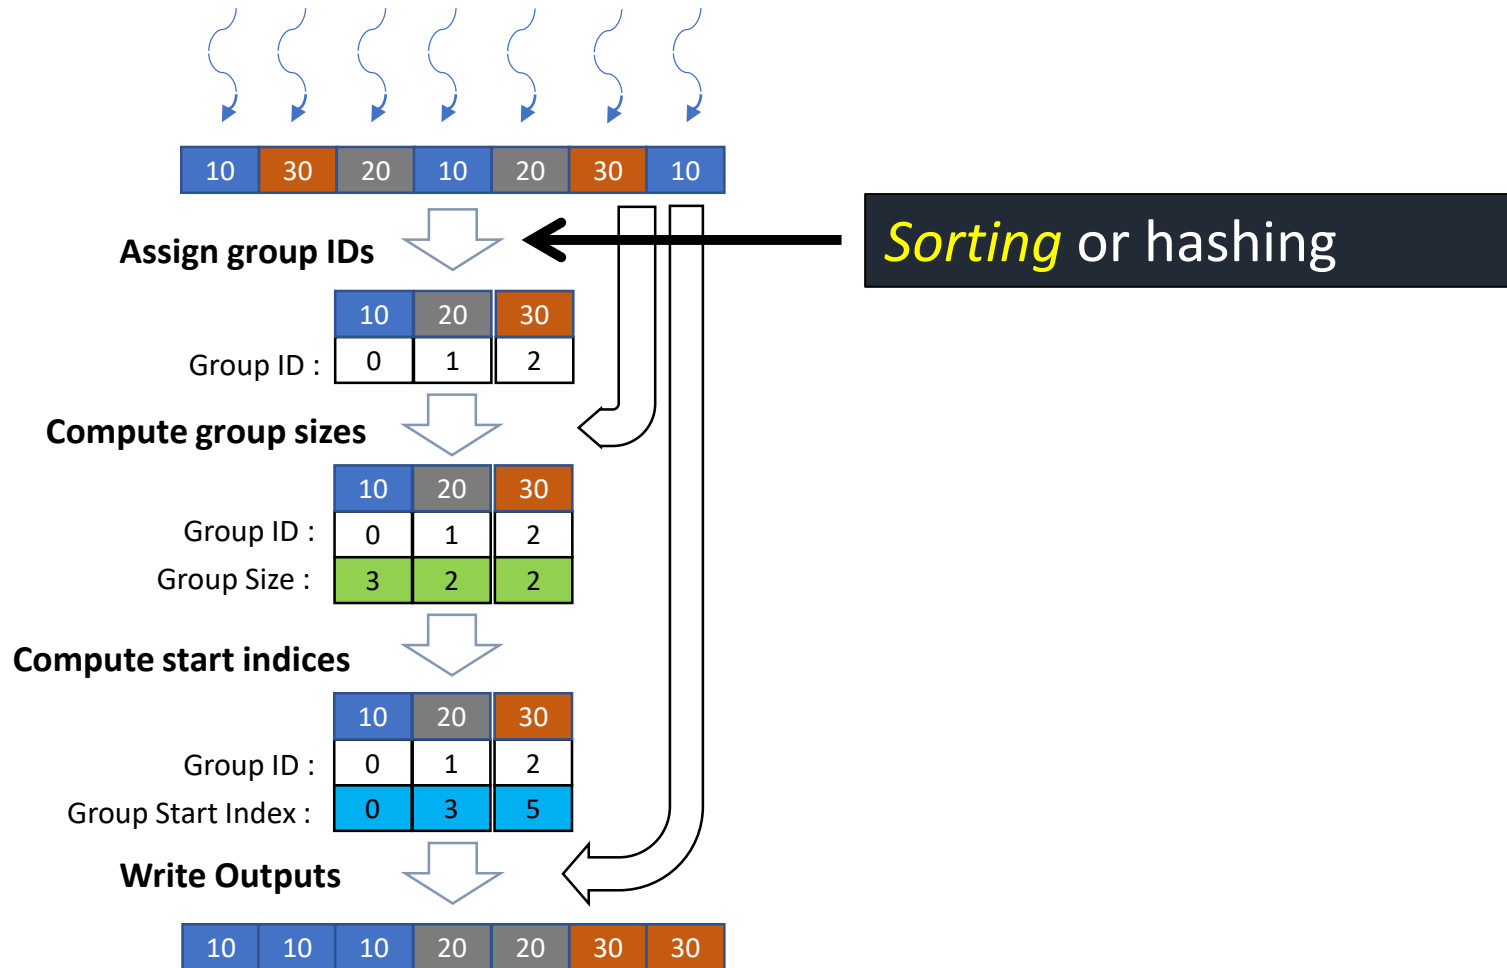 10 30 20 10 20 30 10
Sorting or hashing
Assign group IDs
10 20 30
Group ID : 0 1 2
Compute group sizes
10 20 30
Group ID : 0 1 2
Group Size : 3 2 2
Compute start indices
10 20 30
Group ID : 0 1 2
Group Start Index : 0 3 5
Write Outputs
10 10 10 20 20 30 30